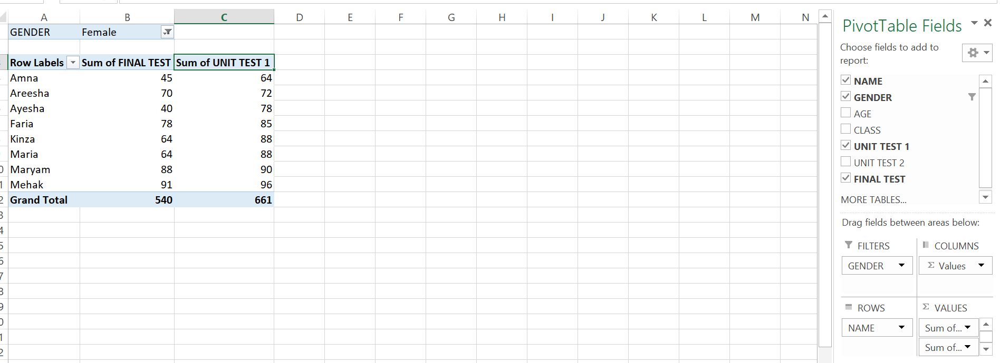 A B C D E F G H I J K L M N
GENDER Female
Row Labels Sum of FINAL TEST Sum of UNIT TEST 1
Amna 45 64
Areesha 70 72
Ayesha 40 78
Faria 78 85
Kinza 64 88
Maria 64 88
Maryam 88 90
Mehak 91 96
Grand Total 540 661
PivotTable Fields
Choose fields to add to
report:
NAME
GENDER
AGE
CLASS
UNIT TEST 1
UNIT TEST 2
FINAL TEST
MORE TABLES...
Drag fields between areas below:
FILTERS
GENDER
COLUMNS
Σ Values
ROWS
NAME
Σ VALUES
Sum of...
Sum of...